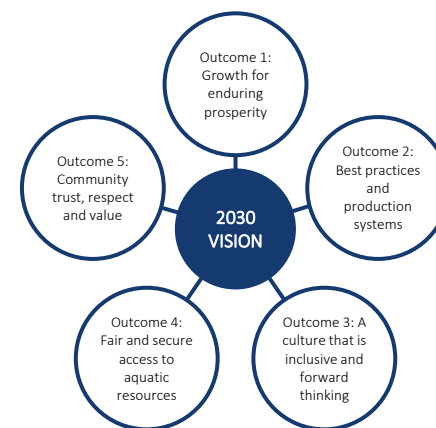 Outcome 1:
Growth for
enduring
prosperity
Outcome 2:
Best practices
and
production
systems
Outcome 3: A
culture that is
inclusive and
forward
thinking
Outcome 4:
Fair and secure
access to
aquatic
resources
Outcome 5:
Community
trust, respect
and value
2030
VISION